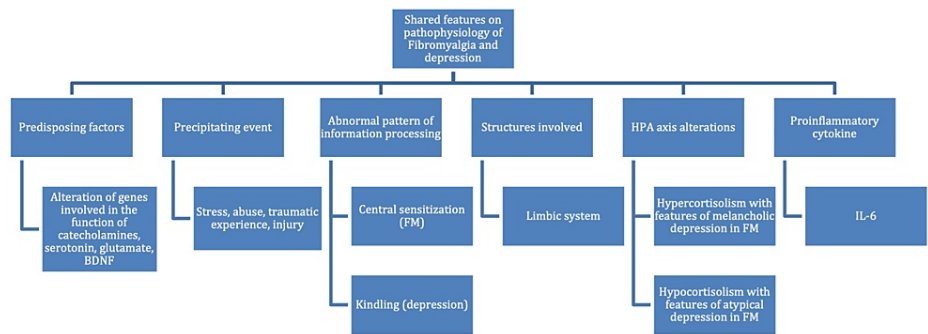 Shared features on
pathophysiology of
Fibromyalgia and
depression
Predisposing factors
Precipitating event
Abnormal pattern of
information processing
Structures involved
HPA axis alterations
Proinflammatory
cytokine
Alteration of genes
involved in the
function of
catecholamines,
serotonin, glutamate,
BDNF
Stress, abuse, traumatic
experience, injury
Central sensitization
(FM)
Kindling (depression)
Limbic system
Hypercortisolism with
features of melancholic
depression in FM
Hypocortisolism with
features of atypical
depression in FM
IL-6